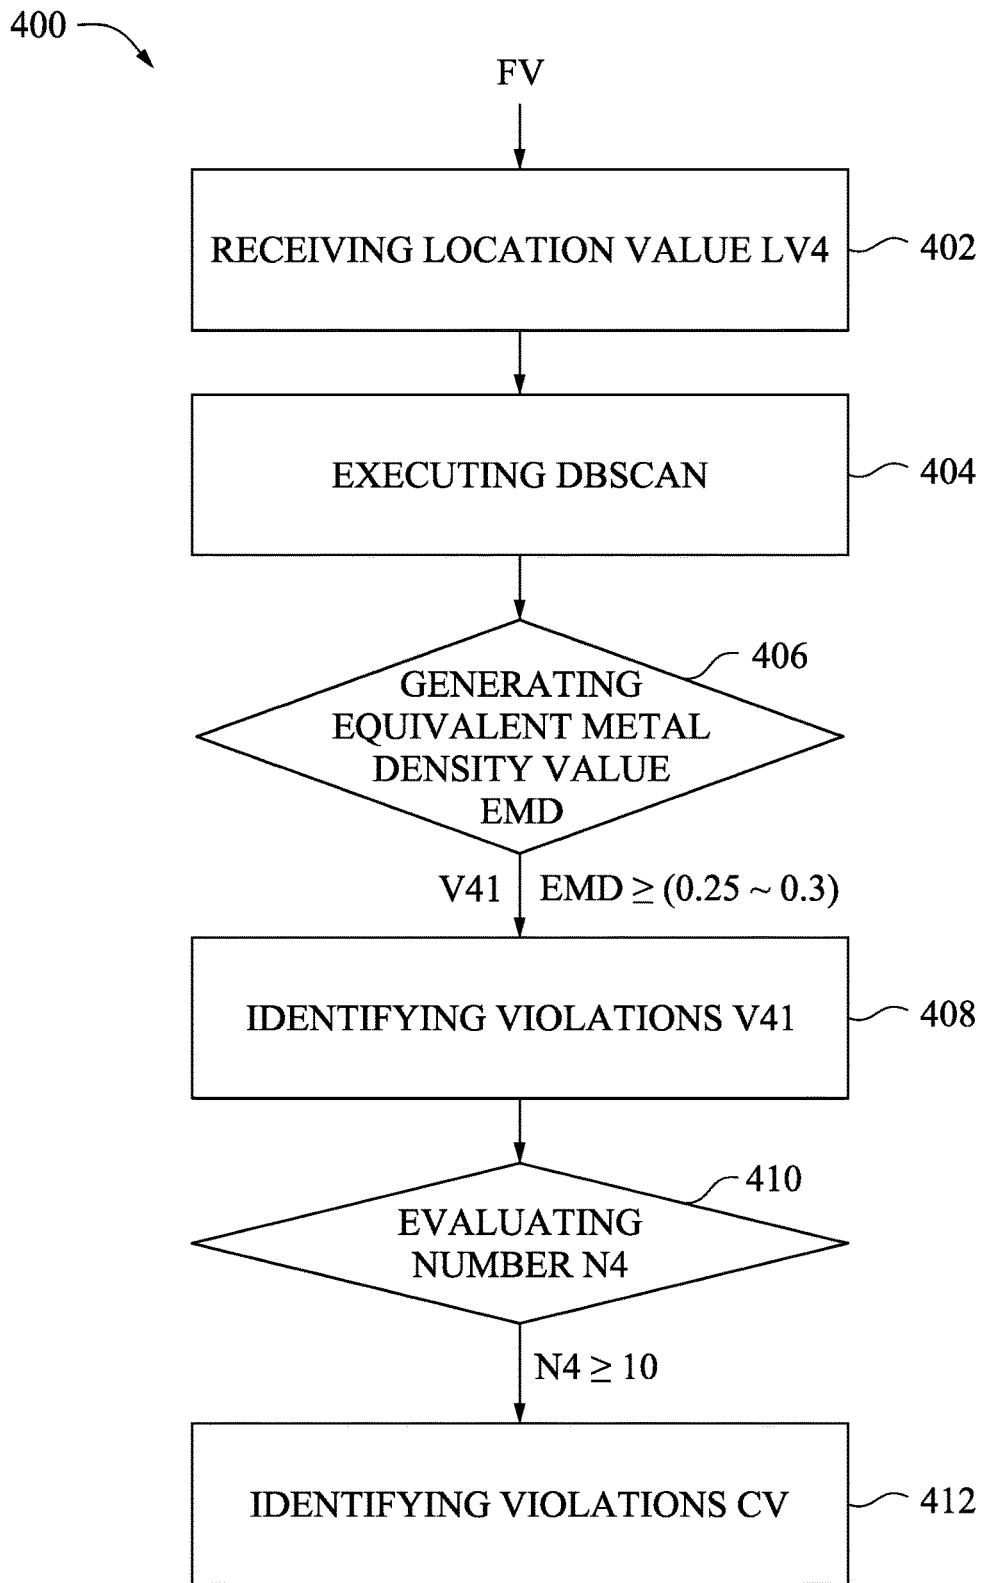 400
FV
RECEIVING LOCATION VALUE LV4
402
EXECUTING DBSCAN
404
406
GENERATING
EQUIVALENT METAL
DENSITY VALUE
EMD
V41
EMD ≥ (0.25 ~ 0.3)
IDENTIFYING VIOLATIONS V41
408
410
EVALUATING
NUMBER N4
N4 ≥ 10
IDENTIFYING VIOLATIONS CV
412